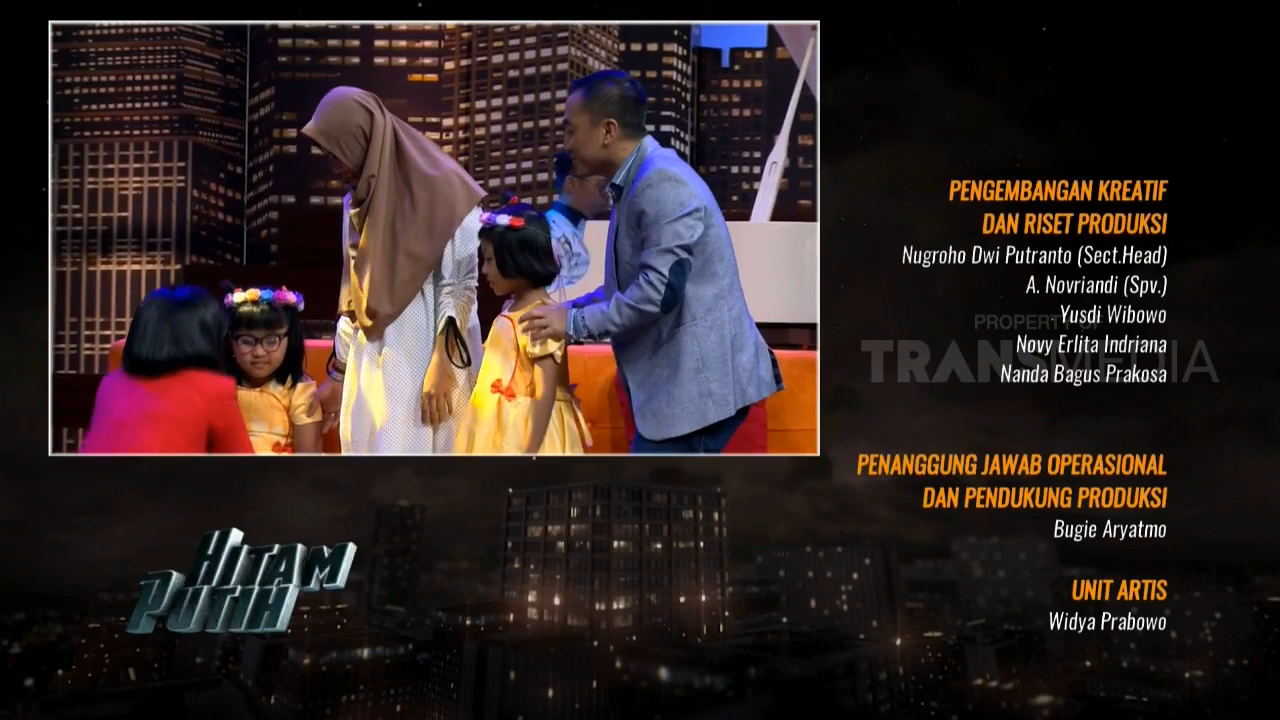 PENGEMBANGAN KREATIF
DAN RISET PRODUKSI
Nugroho Dwi Putranto (Sect.Head)
A. Novriandi (Spv.)
Yusdi Wibowo
Novy Erlita Indriana
Nanda Bagus Prakosa
PROPERTY OF
TRANSMEDIA
PENANGGUNG JAWAB OPERASIONAL
DAN PENDUKUNG PRODUKSI
Bugie Aryatmo
UNIT ARTIS
Widya Prabowo
HITAM
PUTIH